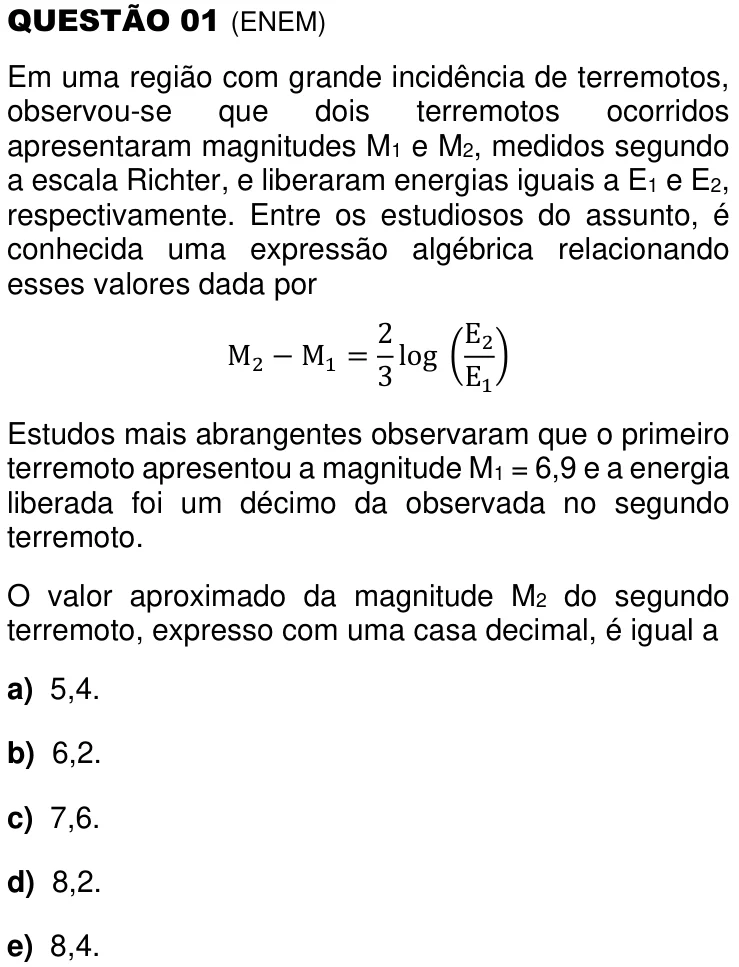 QUESTÃO 01 (ENEM)
Em uma região com grande incidência de terremotos,
observou-se que dois terremotos ocorridos
apresentaram magnitudes M₁ e M₂, medidos segundo
a escala Richter, e liberaram energias iguais a E₁ e E₂,
respectivamente. Entre os estudiosos do assunto, é
conhecida uma expressão algébrica relacionando
esses valores dada por
M₂ − M₁ = 2/3 log (E₂/E₁)
Estudos mais abrangentes observaram que o primeiro
terremoto apresentou a magnitude M₁ = 6,9 e a energia
liberada foi um décimo da observada no segundo
terremoto.
O valor aproximado da magnitude M₂ do segundo
terremoto, expresso com uma casa decimal, é igual a
a) 5,4.
b) 6,2.
c) 7,6.
d) 8,2.
e) 8,4.